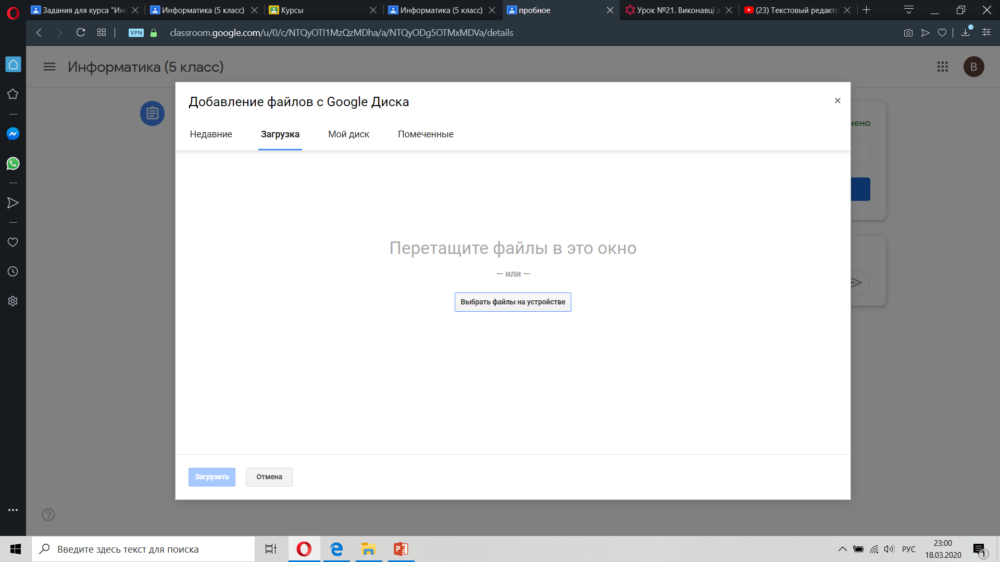 Задания для курса "Инф
Информатика (5 класс)
Курсы
Информатика (5 класс)
пробное
Урок №21. Виконавці а
(23) Текстовый редакто
VPN
classroom.google.com/u/0/c/NTQyOTI1MzQzMDha/a/NTQyODg5OTMxMDVa/details
Информатика (5 класс)
В
Добавление файлов с Google Диска
чено
Недавние
Загрузка
Мой диск
Помеченные
Перетащите файлы в это окно
— или —
Выбрать файлы на устройстве
Загрузить
Отмена
Введите здесь текст для поиска
РУС
23:00
18.03.2020
1